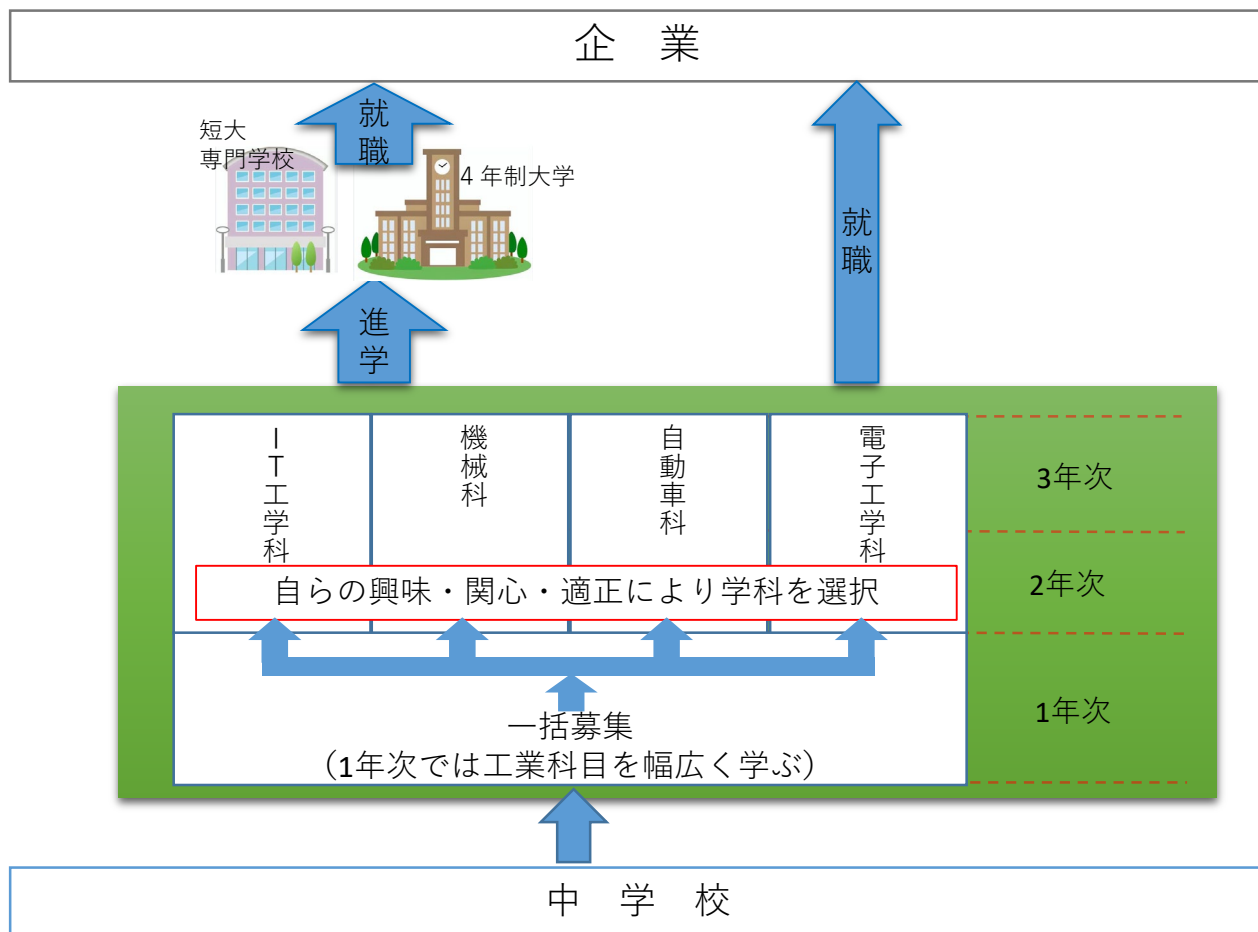 企 業
就職
短大
専門学校
4 年制大学
就職
進学
IT工学科
機械科
自動車科
電子工学科
3年次
自らの興味・関心・適正により学科を選択
2年次
1年次
一括募集
（1年次では工業科目を幅広く学ぶ）
中 学 校